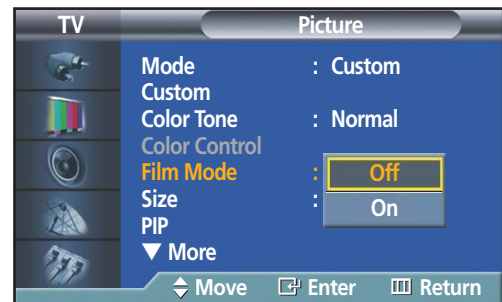 TV Picture
Mode : Custom
Custom
Color Tone : Normal
Color Control
Film Mode : Off
On
Size :
PIP
▼ More
Move Enter Return